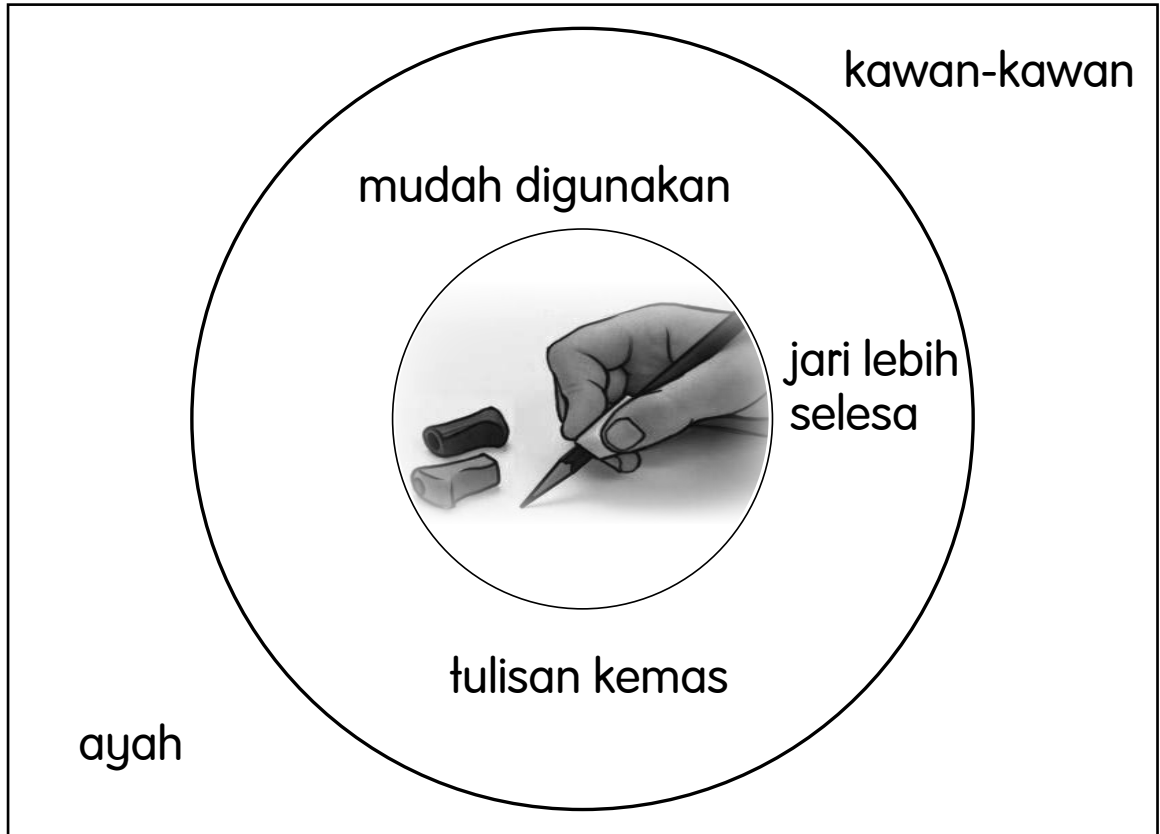 kawan-kawan
mudah digunakan
jari lebih
selesa
tulisan kemas
ayah